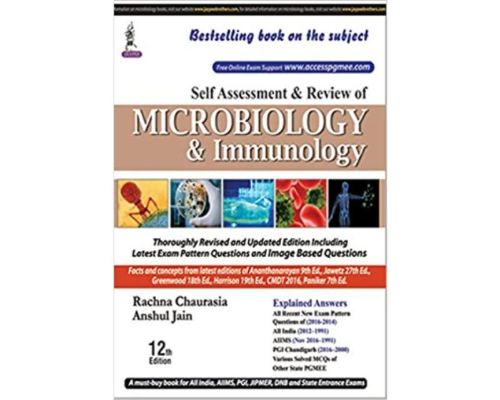 Bestselling book on the subject
Free Online Exam Support www.accesspgmee.com
Self Assessment & Review of
MICROBIOLOGY
& Immunology
Thoroughly Revised and Updated Edition Including
Latest Exam Pattern Questions and Image Based Questions
Facts and concepts from latest editions of Ananthanarayan 9th Ed., Jawetz 27th Ed.,
Greenwood 18th Ed., Harrison 19th Ed., CMDT 2016, Paniker 7th Ed.
Rachna Chaurasia
Anshul Jain
12th
Edition
Explained Answers
All Recent New Exam Pattern
Questions of (2016-2014)
All India (2012-1991)
AIIMS (Nov 2016-1991)
PGI Chandigarh (2016-2000)
Various Solved MCQs of
Other State PGMEE
A must-buy book for All India, AIIMS, PGI, JIPMER, DNB and State Entrance Exams